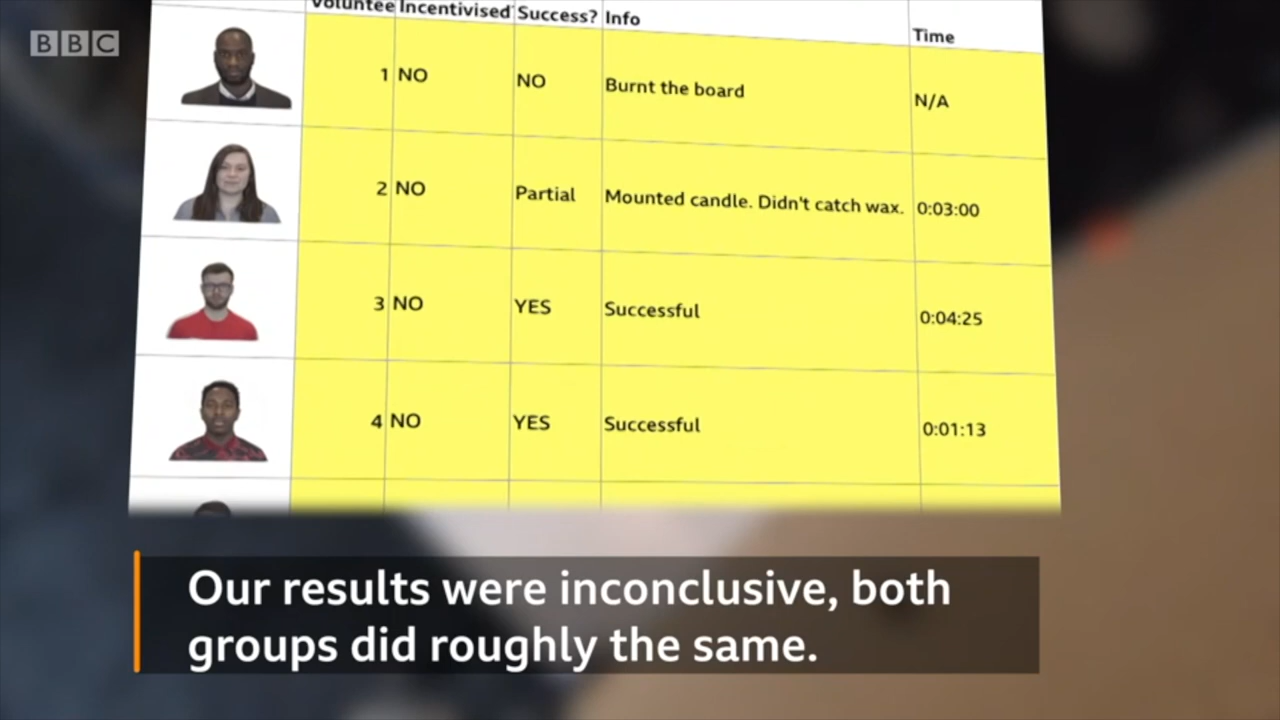 BBC
Volunteer Incentivised Success? Info Time
1 NO NO Burnt the board N/A
2 NO Partial Mounted candle. Didn't catch wax. 0:03:00
3 NO YES Successful 0:04:25
4 NO YES Successful 0:01:13
Our results were inconclusive, both
groups did roughly the same.